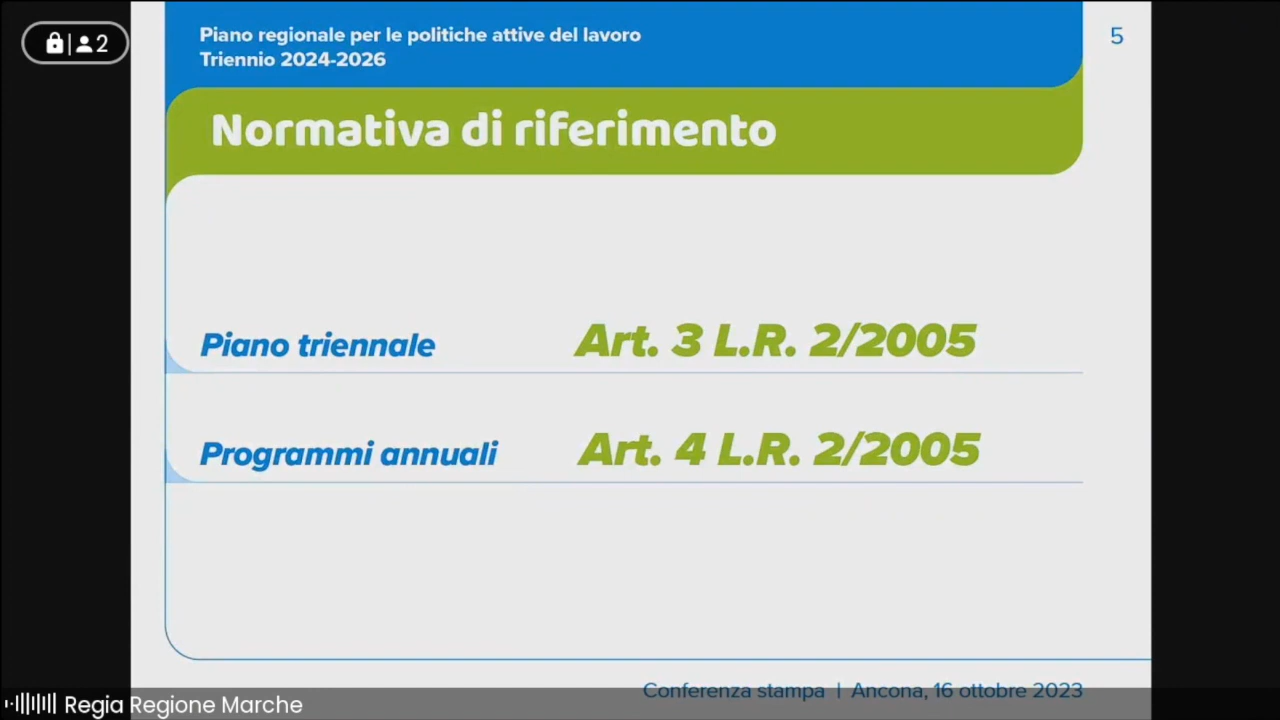 2
Piano regionale per le politiche attive del lavoro
Triennio 2024-2026
5
Normativa di riferimento
Piano triennale Art. 3 L.R. 2/2005
Programmi annuali Art. 4 L.R. 2/2005
Conferenza stampa | Ancona, 16 ottobre 2023
Regia Regione Marche